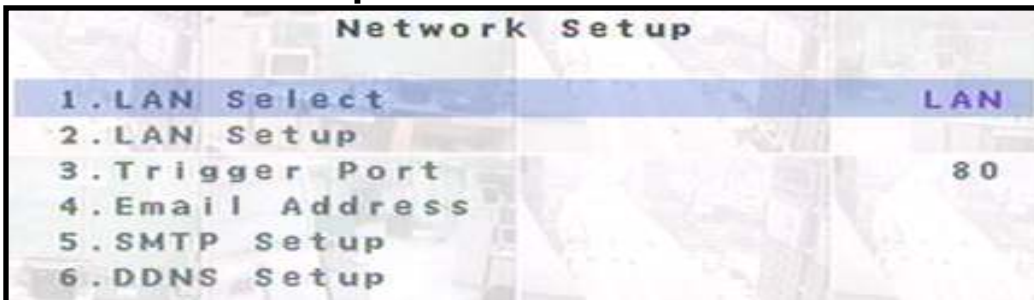 Network Setup
1.LAN Select LAN
2.LAN Setup
3.Trigger Port 80
4.Email Address
5.SMTP Setup
6.DDNS Setup